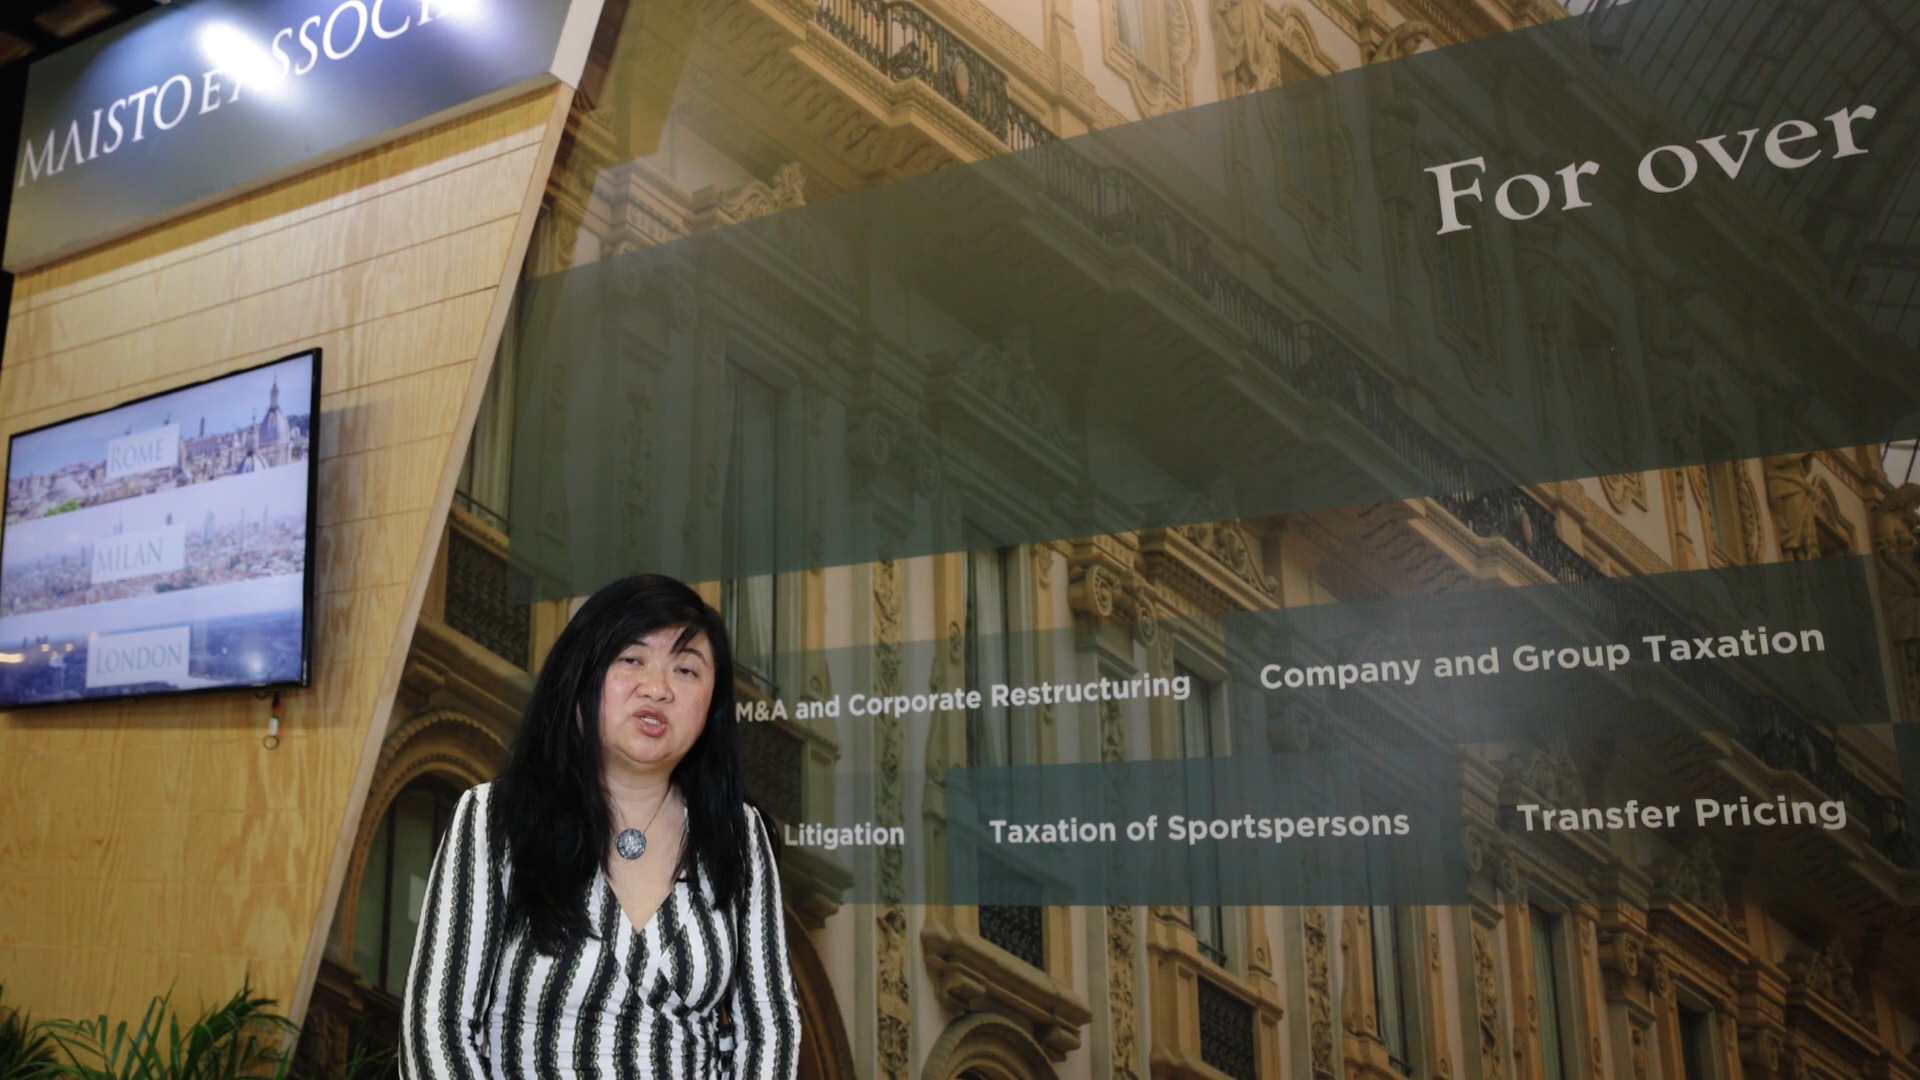 MAISTO E ASSOCI
ROME
MILAN
LONDON
For over
M&A and Corporate Restructuring
Company and Group Taxation
Litigation
Taxation of Sportspersons
Transfer Pricing